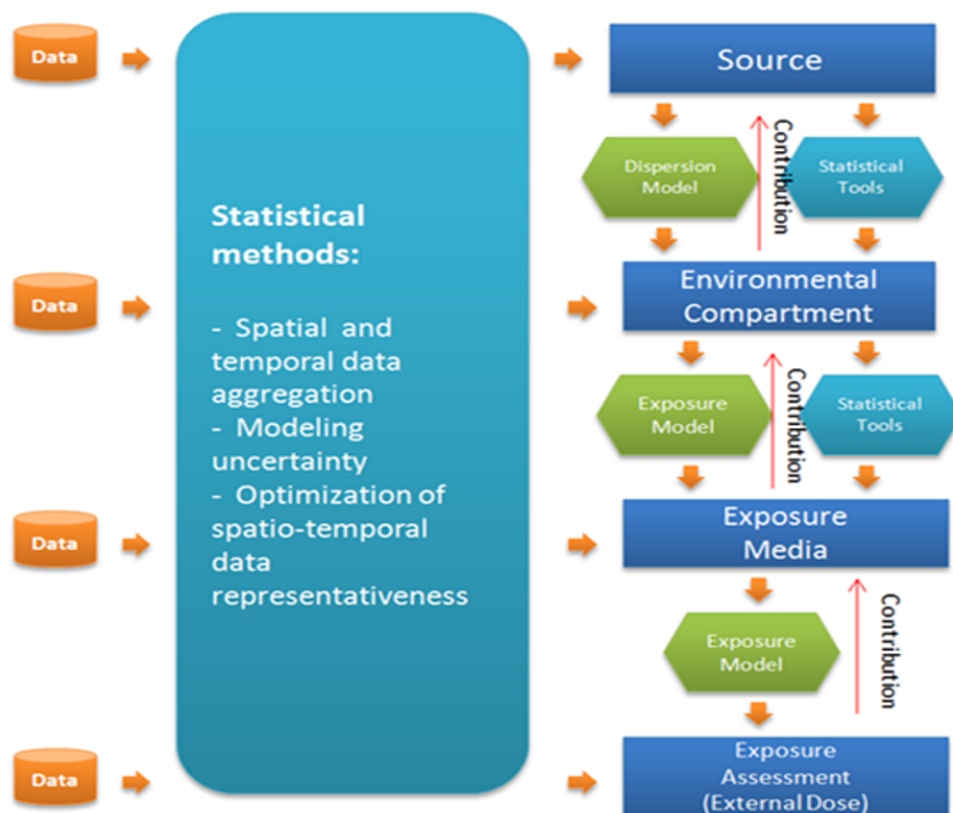 Data
Source
Contribution
Dispersion
Model
Statistical
Tools
Statistical
methods:
- Spatial and
temporal data
aggregation
- Modeling
uncertainty
- Optimization of
spatio-temporal
data
representativeness
Data
Environmental
Compartment
Contribution
Exposure
Model
Statistical
Tools
Data
Exposure
Media
Contribution
Exposure
Model
Data
Exposure
Assessment
(External Dose)